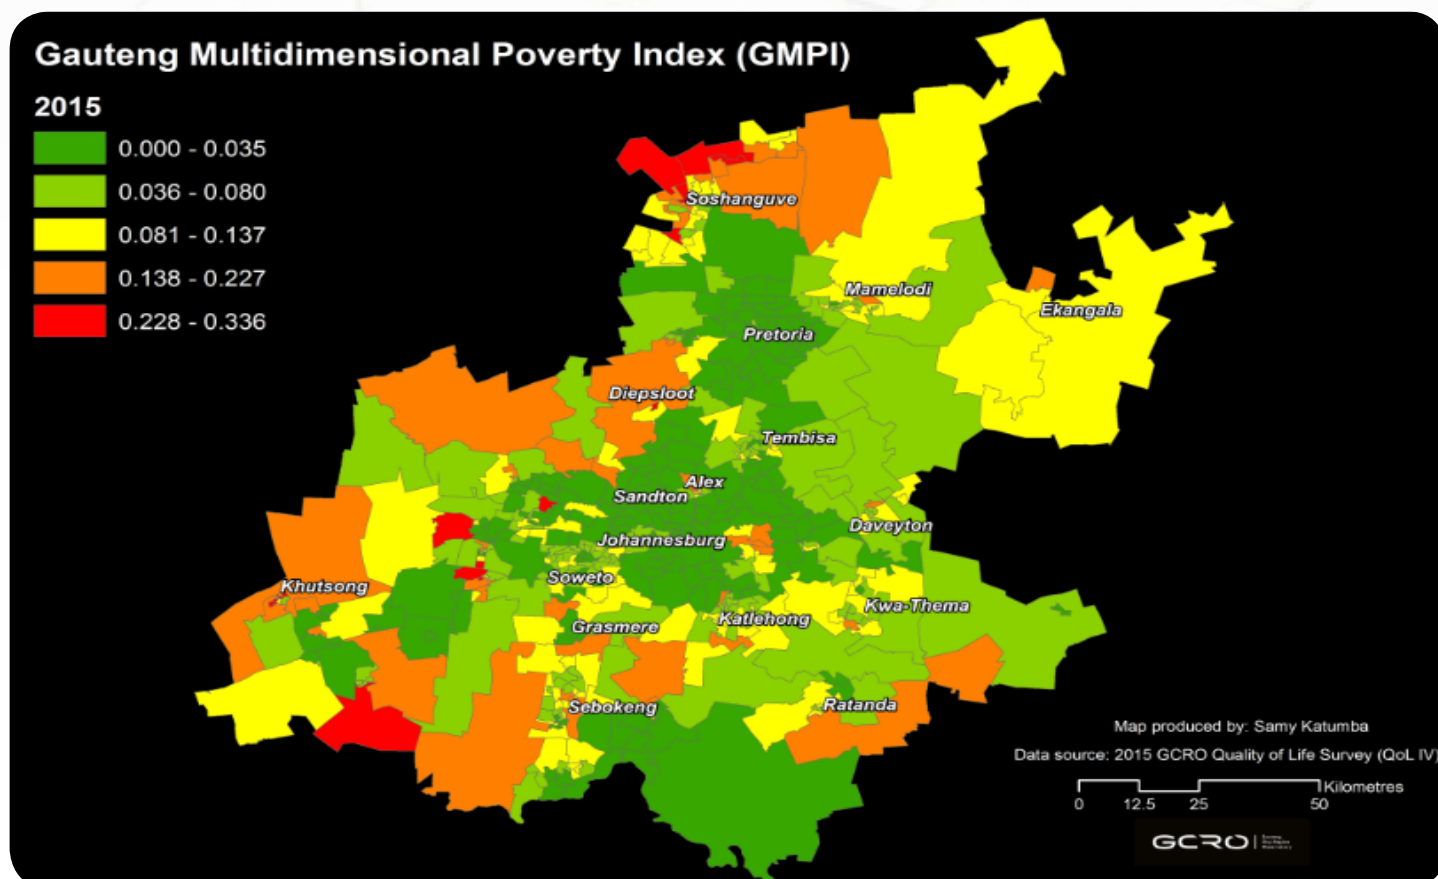 Gauteng Multidimensional Poverty Index (GMPI)
2015
0.000 - 0.035
0.036 - 0.080
0.081 - 0.137
0.138 - 0.227
0.228 - 0.336
Soshanguve
Mamelodi
Ekangala
Pretoria
Diepsloot
Tembisa
Alex
Sandton
Daveyton
Johannesburg
Soweto
Khutsong
Kwa-Thema
Katlehong
Grasmere
Ratanda
Sebokeng
Map produced by: Samy Katumba
Data source: 2015 GCRO Quality of Life Survey (QoL IV)
Kilometres
0 12.5 25 50
GCRO